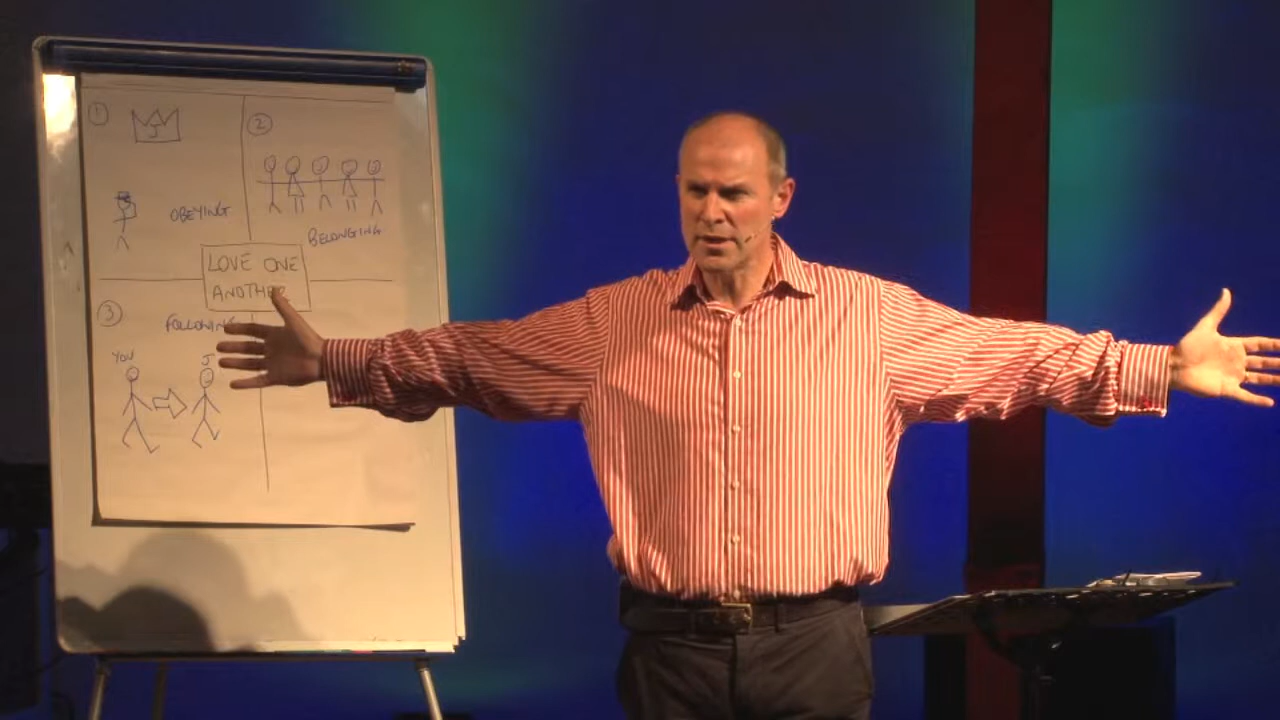 1
J
OBEYING
2
BELONGING
LOVE ONE
ANOTHER
3
FOLLOWING
YOU
J